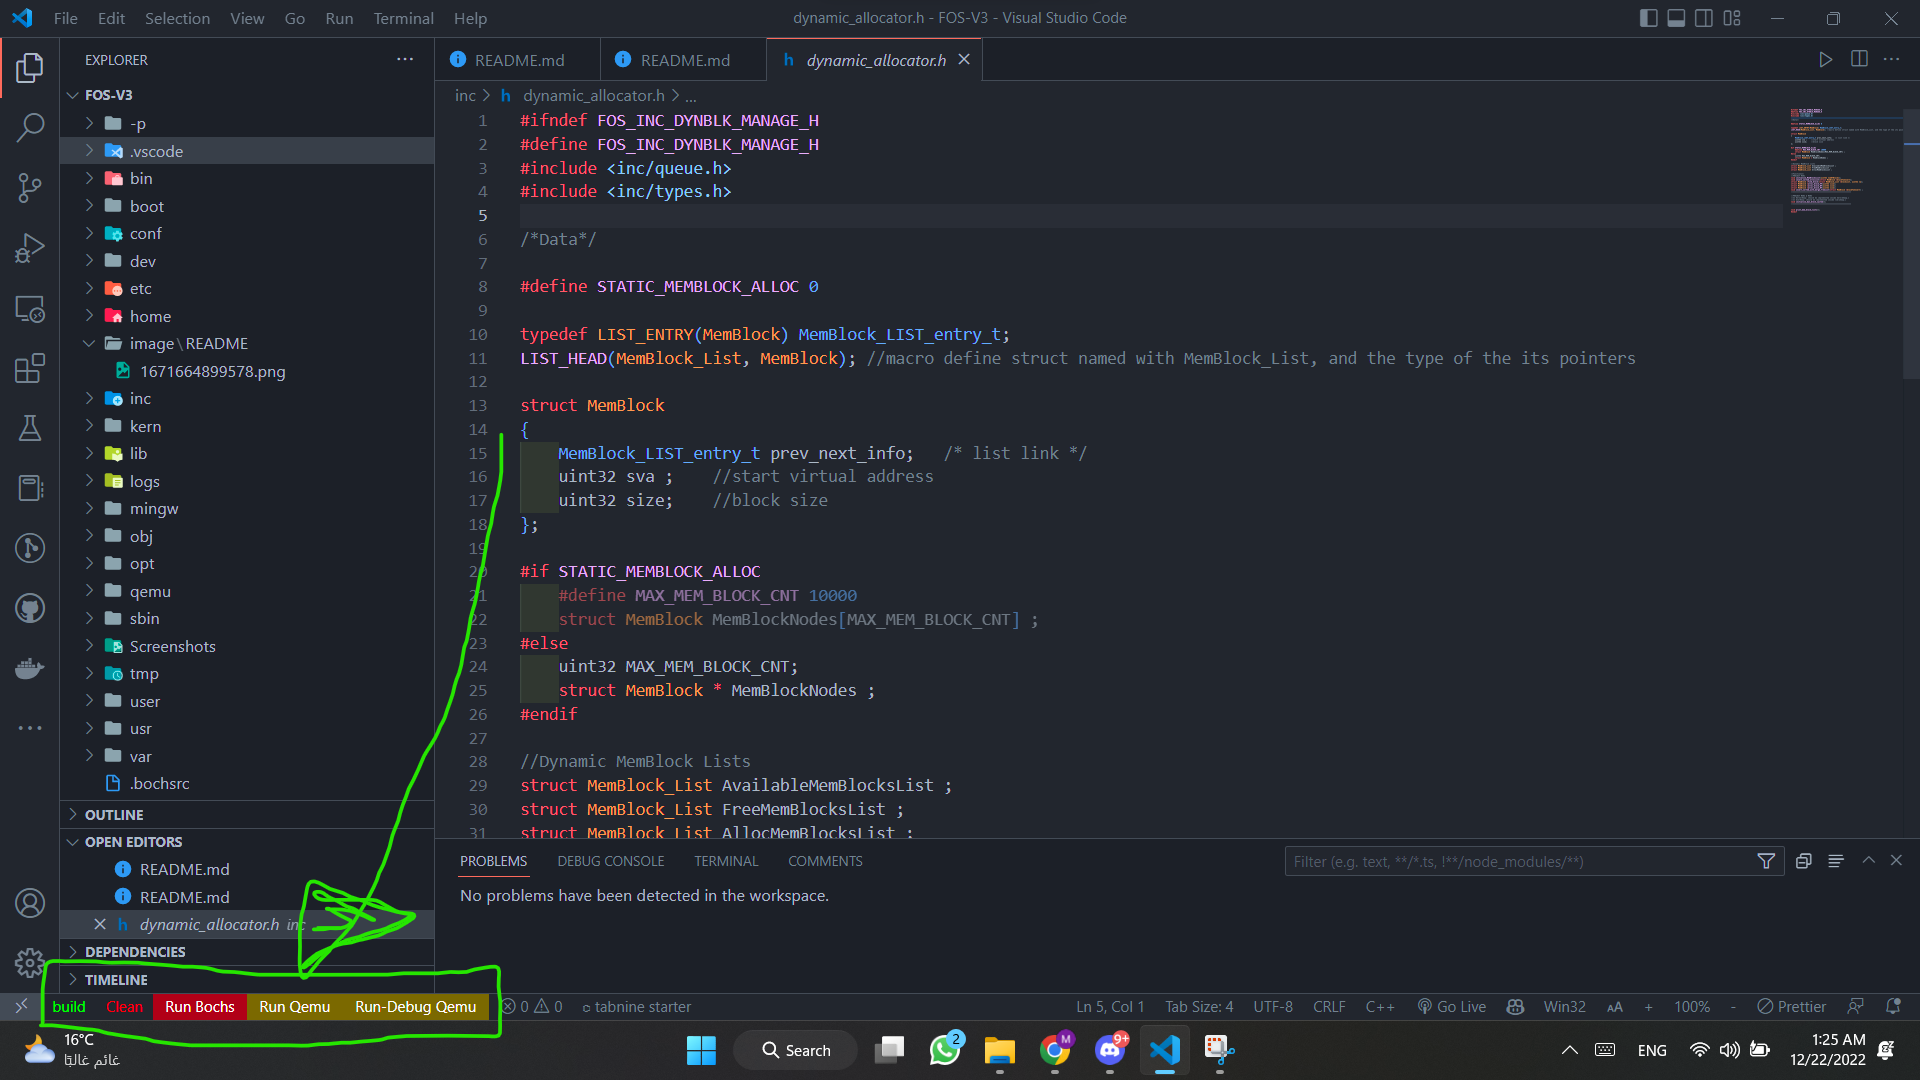 File Edit Selection View Go Run Terminal Help
dynamic_allocator.h - FOS-V3 - Visual Studio Code
EXPLORER
FOS-V3
-p
.vscode
bin
boot
conf
dev
etc
home
image\README
1671664899578.png
inc
kern
lib
logs
mingw
obj
opt
qemu
sbin
Screenshots
tmp
user
usr
var
.bochsrc
OUTLINE
OPEN EDITORS
README.md
README.md
dynamic_allocator.h inc
DEPENDENCIES
TIMELINE
README.md README.md dynamic_allocator.h
inc > dynamic_allocator.h > ...
1 #ifndef FOS_INC_DYNBLK_MANAGE_H
2 #define FOS_INC_DYNBLK_MANAGE_H
3 #include <inc/queue.h>
4 #include <inc/types.h>
5
6 /*Data*/
7
8 #define STATIC_MEMBLOCK_ALLOC 0
9
10 typedef LIST_ENTRY(MemBlock) MemBlock_LIST_entry_t;
11 LIST_HEAD(MemBlock_List, MemBlock); //macro define struct named with MemBlock_List, and the type of the its pointers
12
13 struct MemBlock
14 {
15 MemBlock_LIST_entry_t prev_next_info; /* list link */
16 uint32 sva ; //start virtual address
17 uint32 size; //block size
18 };
19
20 #if STATIC_MEMBLOCK_ALLOC
21 #define MAX_MEM_BLOCK_CNT 10000
22 struct MemBlock MemBlockNodes[MAX_MEM_BLOCK_CNT] ;
23 #else
24 uint32 MAX_MEM_BLOCK_CNT;
25 struct MemBlock * MemBlockNodes ;
26 #endif
27
28 //Dynamic MemBlock Lists
29 struct MemBlock_List AvailableMemBlocksList ;
30 struct MemBlock_List FreeMemBlocksList ;
31 struct MemBlock_List AllocMemBlocksList ;
PROBLEMS DEBUG CONSOLE TERMINAL COMMENTS
Filter (e.g. text, **/*.ts, !**/node_modules/**)
No problems have been detected in the workspace.
build Clean Run Bochs Run Qemu Run-Debug Qemu 0 0 tabnine starter
Ln 5, Col 1 Tab Size: 4 UTF-8 CRLF C++ Go Live Win32 AA + 100% - Prettier
16°C
غائم غالبًا
Search
2
M
9+
ENG
1:25 AM
12/22/2022